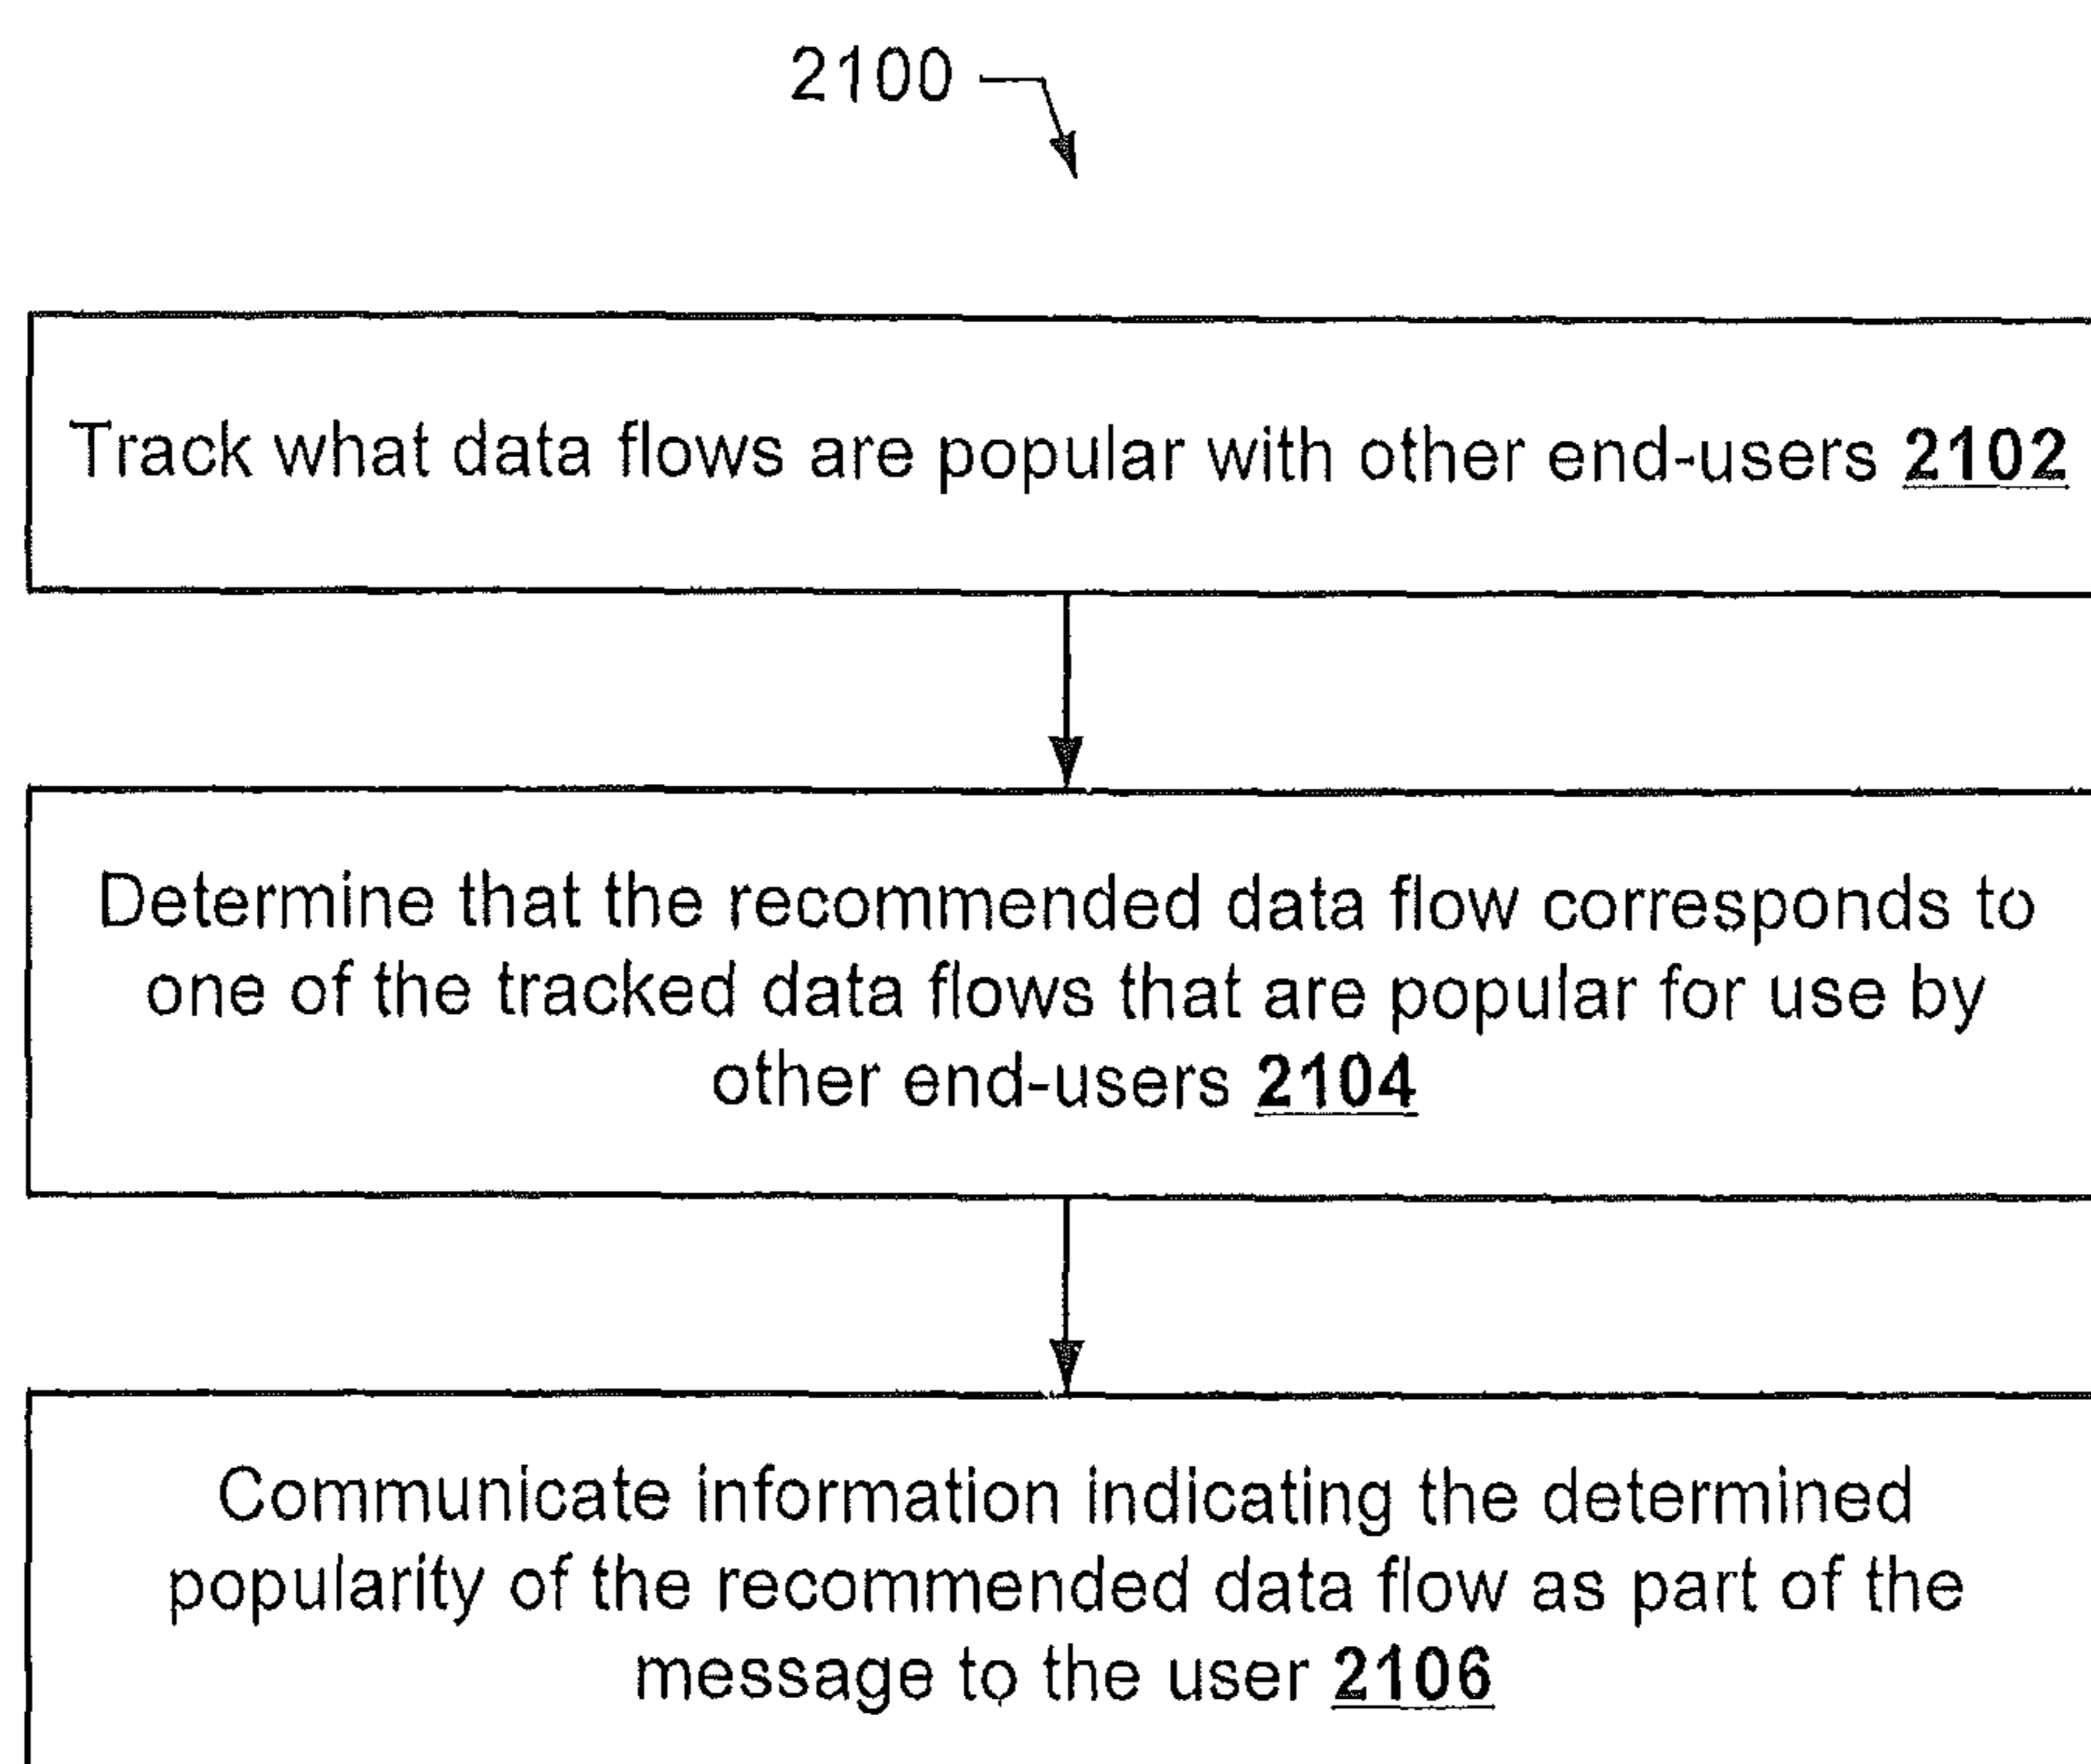 2100
Track what data flows are popular with other end-users 2102
Determine that the recommended data flow corresponds to
one of the tracked data flows that are popular for use by
other end-users 2104
Communicate information indicating the determined
popularity of the recommended data flow as part of the
message to the user 2106